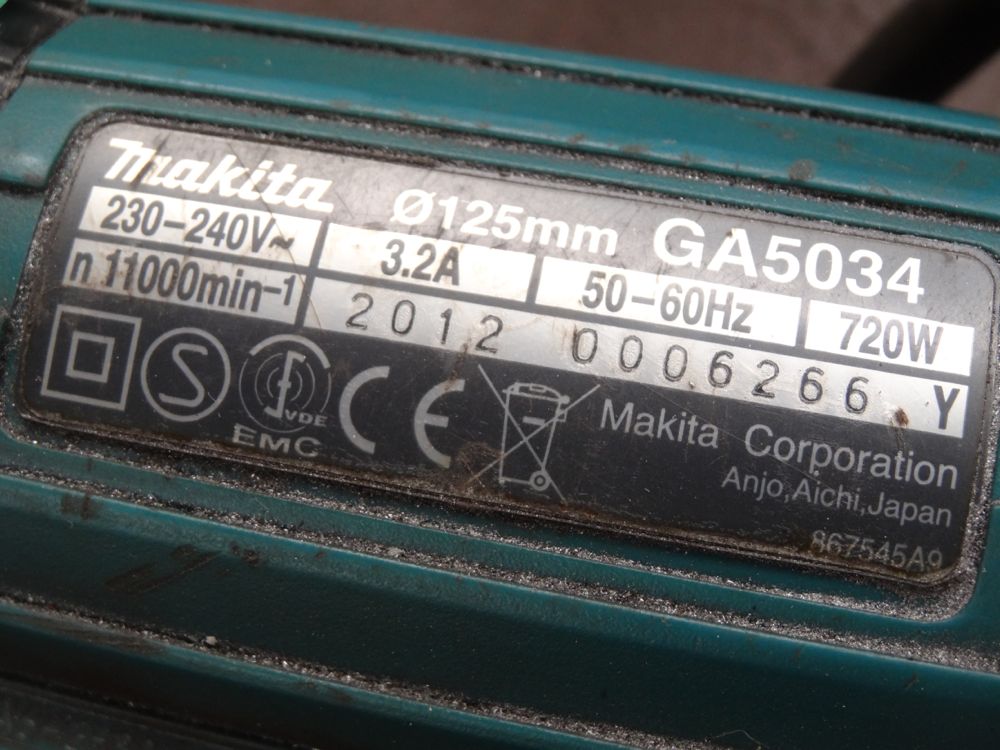 makita Ø125mm GA5034
230-240V~ 3.2A 50-60Hz 720W
n 11000min-1 2012 0006266 Y
S VDE
EMC
CE
Makita Corporation
Anjo,Aichi,Japan
867545A9